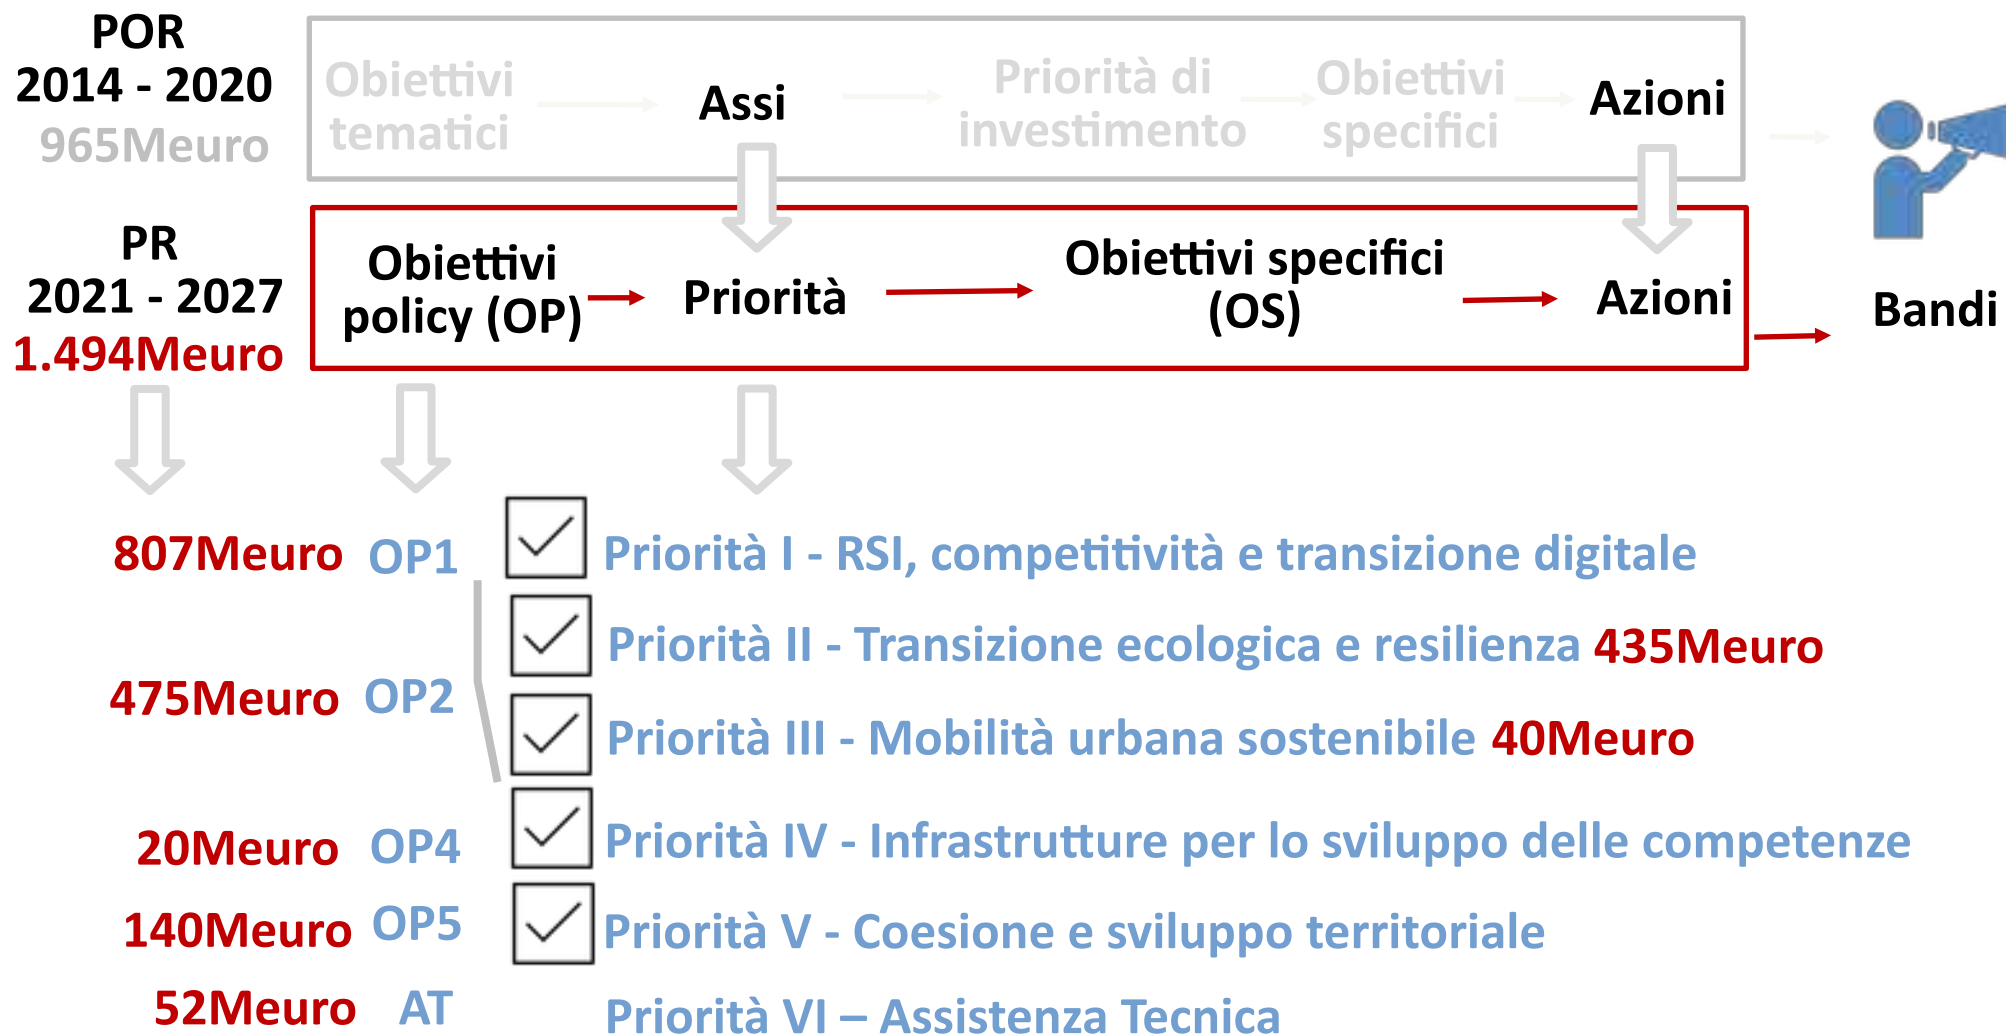 POR
2014 - 2020
965Meuro
Obiettivi
tematici
Assi
Priorità di
investimento
Obiettivi
specifici
Azioni
PR
2021 - 2027
1.494Meuro
Obiettivi
policy (OP)
Priorità
Obiettivi specifici
(OS)
Azioni
Bandi
807Meuro OP1 Priorità I - RSI, competitività e transizione digitale
Priorità II - Transizione ecologica e resilienza 435Meuro
475Meuro OP2
Priorità III - Mobilità urbana sostenibile 40Meuro
20Meuro OP4 Priorità IV - Infrastrutture per lo sviluppo delle competenze
140Meuro OP5 Priorità V - Coesione e sviluppo territoriale
52Meuro AT Priorità VI – Assistenza Tecnica